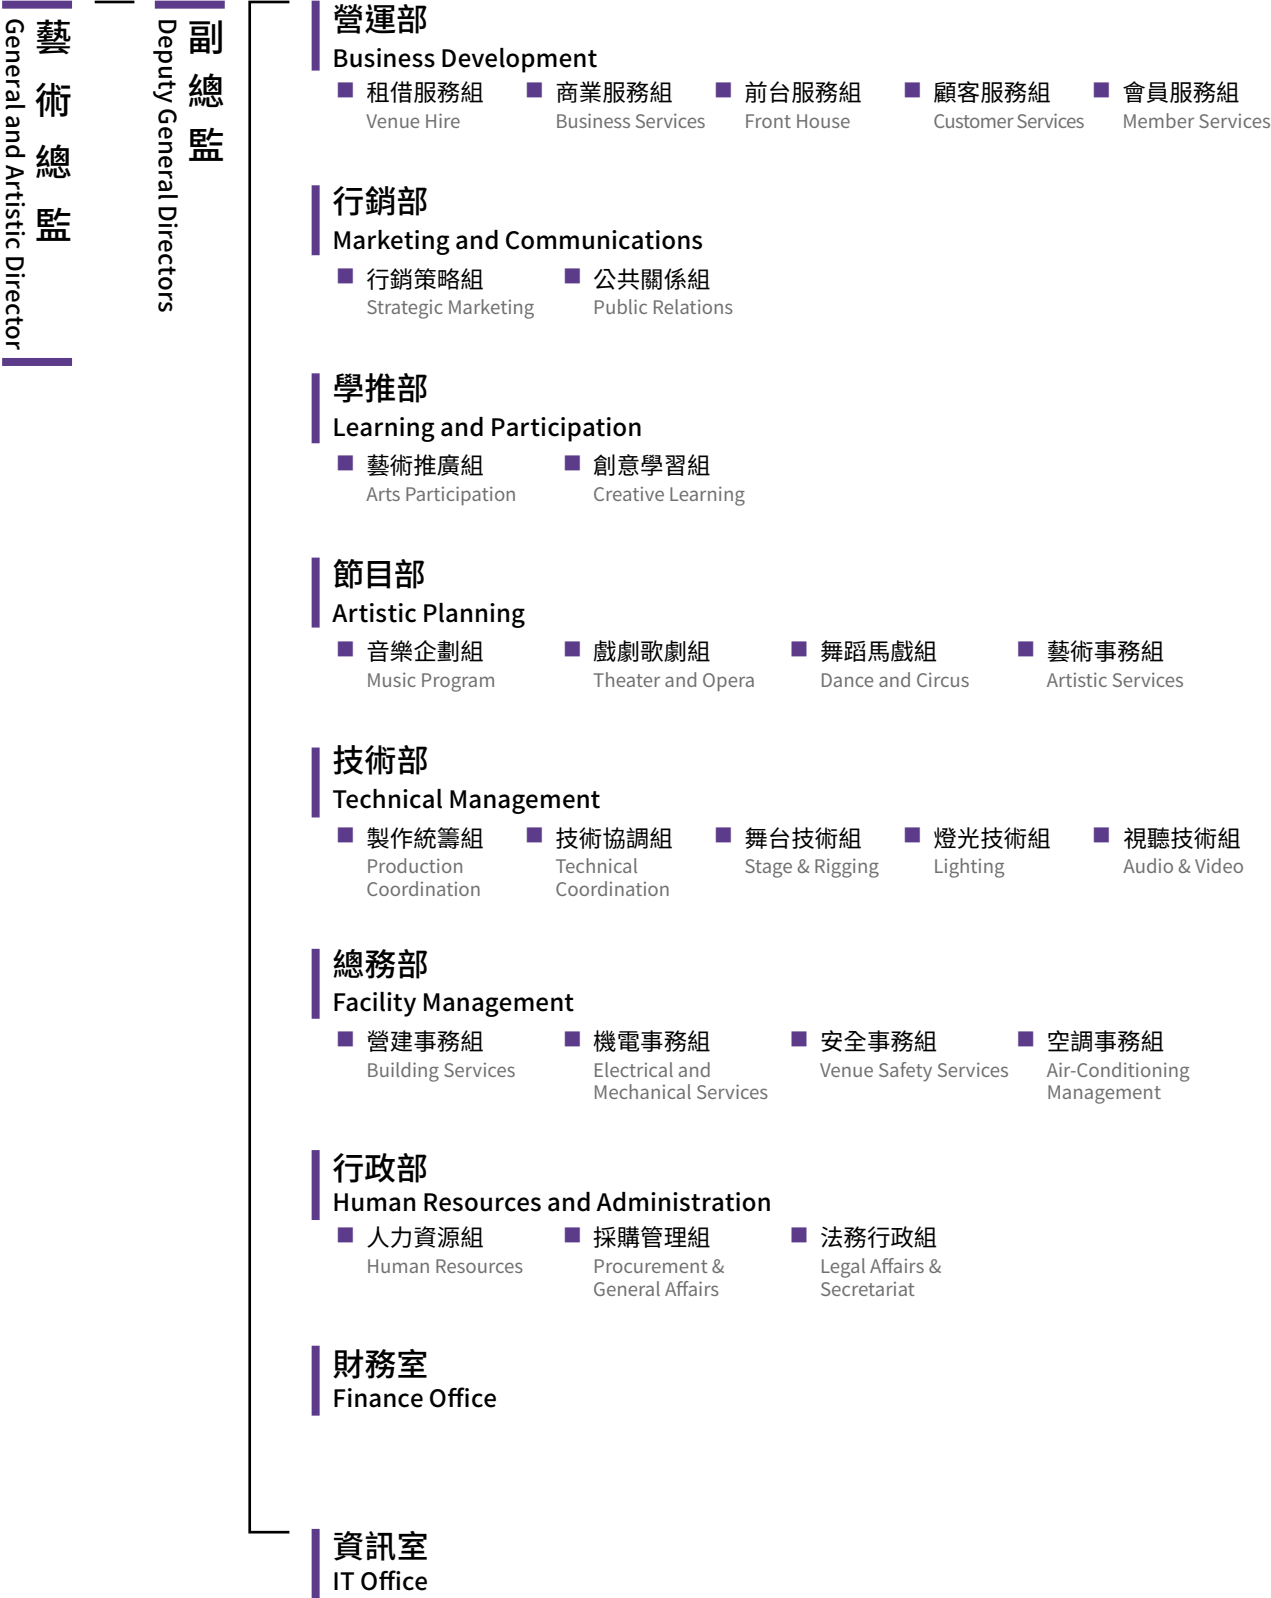 藝術總監
General and Artistic Director
副總監
Deputy General Directors
營運部
Business Development
租借服務組
Venue Hire
商業服務組
Business Services
前台服務組
Front House
顧客服務組
Customer Services
會員服務組
Member Services
行銷部
Marketing and Communications
行銷策略組
Strategic Marketing
公共關係組
Public Relations
學推部
Learning and Participation
藝術推廣組
Arts Participation
創意學習組
Creative Learning
節目部
Artistic Planning
音樂企劃組
Music Program
戲劇歌劇組
Theater and Opera
舞蹈馬戲組
Dance and Circus
藝術事務組
Artistic Services
技術部
Technical Management
製作統籌組
Production
Coordination
技術協調組
Technical
Coordination
舞台技術組
Stage & Rigging
燈光技術組
Lighting
視聽技術組
Audio & Video
總務部
Facility Management
營建事務組
Building Services
機電事務組
Electrical and
Mechanical Services
安全事務組
Venue Safety Services
空調事務組
Air-Conditioning
Management
行政部
Human Resources and Administration
人力資源組
Human Resources
採購管理組
Procurement &
General Affairs
法務行政組
Legal Affairs &
Secretariat
財務室
Finance Office
資訊室
IT Office